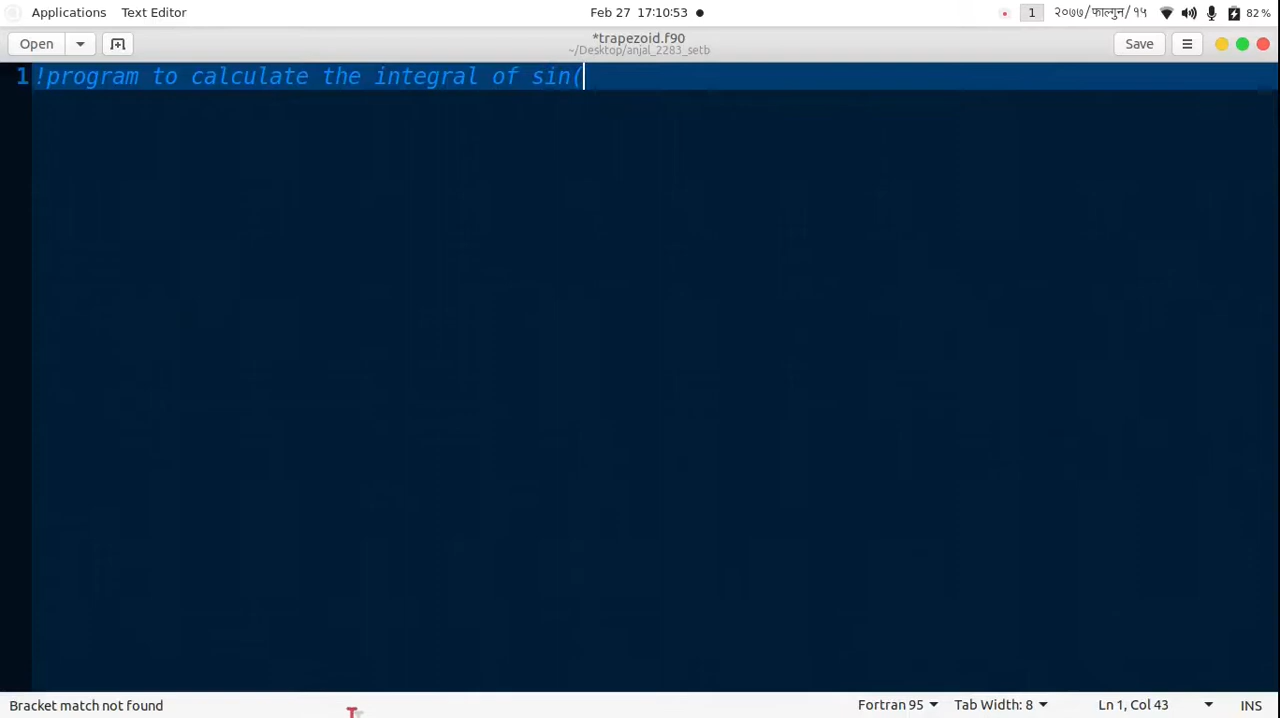 Applications Text Editor Feb 27 17:10:53 1 २०७७/फाल्गुन/१५ 82 %
Open *trapezoid.f90 Save
~/Desktop/anjal_2283_setb
1 !program to calculate the integral of sin(
Bracket match not found Fortran 95 Tab Width: 8 Ln 1, Col 43 INS